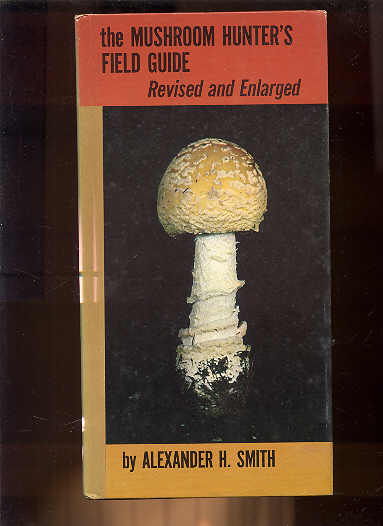 the MUSHROOM HUNTER'S
FIELD GUIDE
Revised and Enlarged
by ALEXANDER H. SMITH